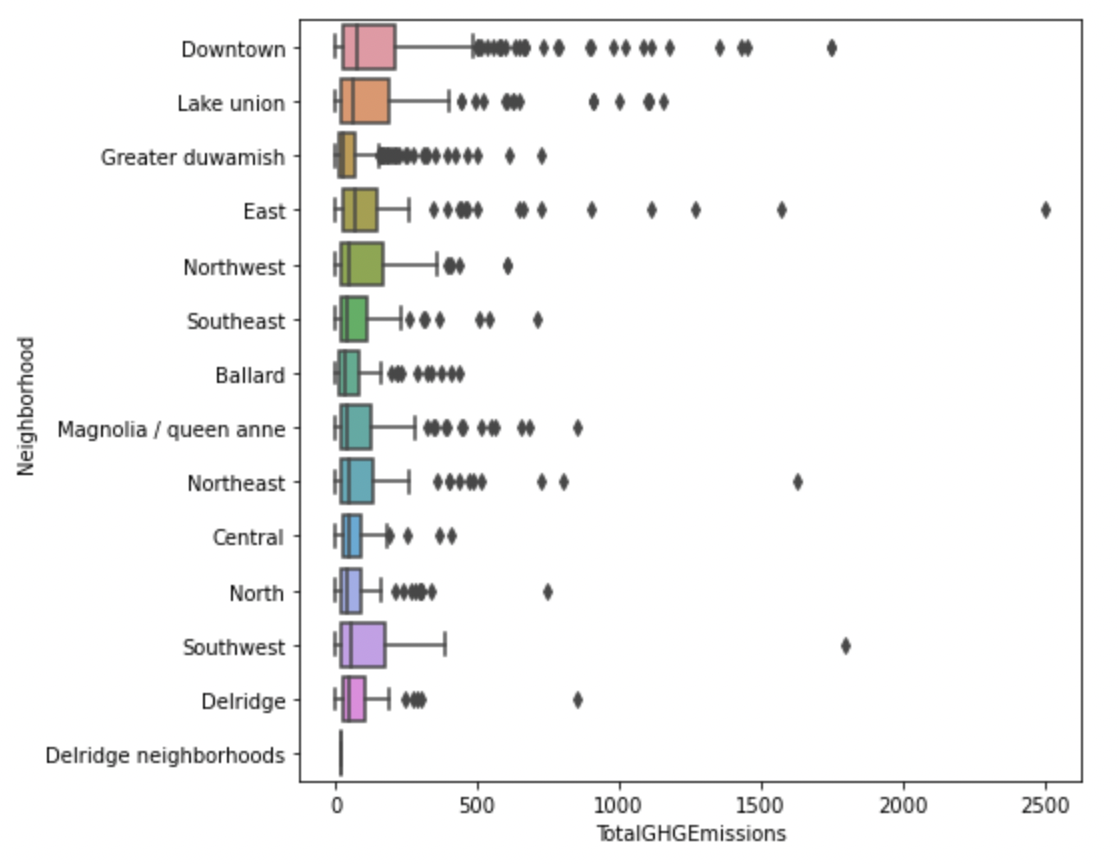 Neighborhood
Downtown
Lake union
Greater duwamish
East
Northwest
Southeast
Ballard
Magnolia / queen anne
Northeast
Central
North
Southwest
Delridge
Delridge neighborhoods
0 500 1000 1500 2000 2500
TotalGHGEmissions